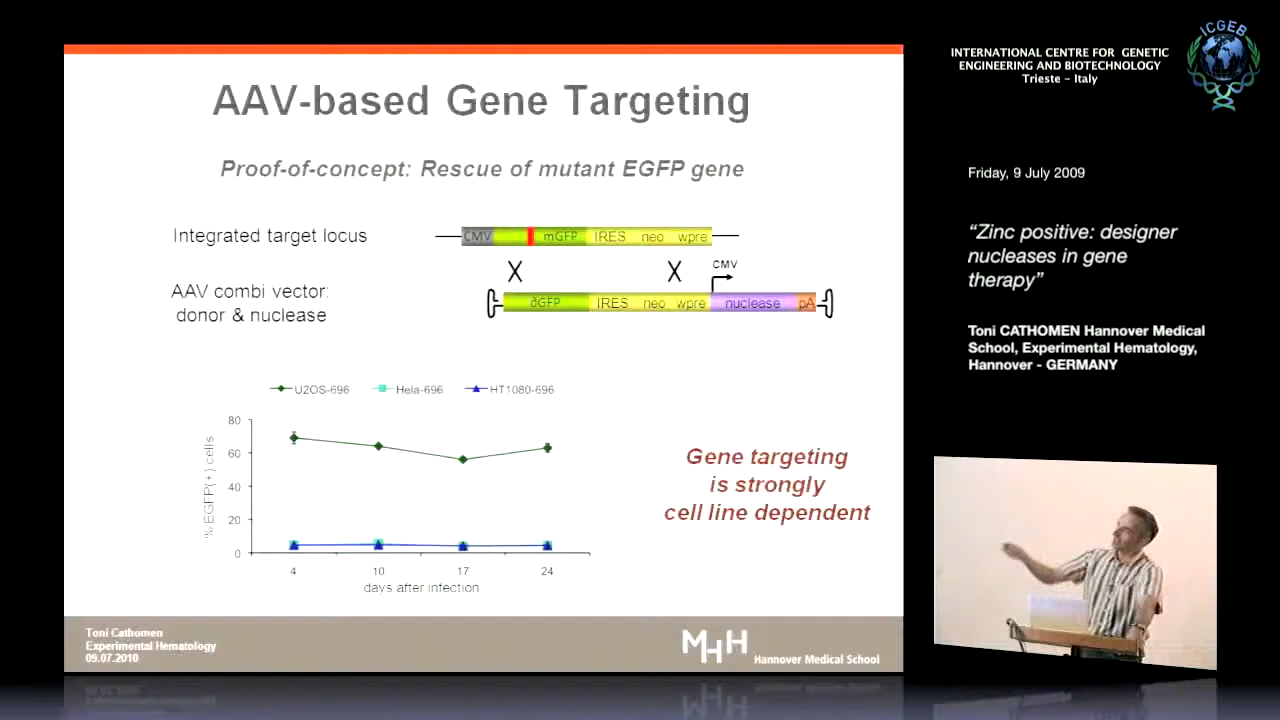 AAV-based Gene Targeting
Proof-of-concept: Rescue of mutant EGFP gene
Integrated target locus
CMV mGFP IRES neo wpre
AAV combi vector:
donor & nuclease
CMV
∂GFP IRES neo wpre nuclease pA
U2OS-696 Hela-696 HT1080-696
% EGFP(+) cells
80
60
40
20
0
4 10 17 24
days after infection
Gene targeting
is strongly
cell line dependent
Toni Cathomen
Experimental Hematology
09.07.2010
MHH Hannover Medical School
INTERNATIONAL CENTRE FOR GENETIC
ENGINEERING AND BIOTECHNOLOGY
Trieste – Italy
ICGEB
Friday, 9 July 2009
“Zinc positive: designer
nucleases in gene
therapy”
Toni CATHOMEN Hannover Medical
School, Experimental Hematology,
Hannover - GERMANY